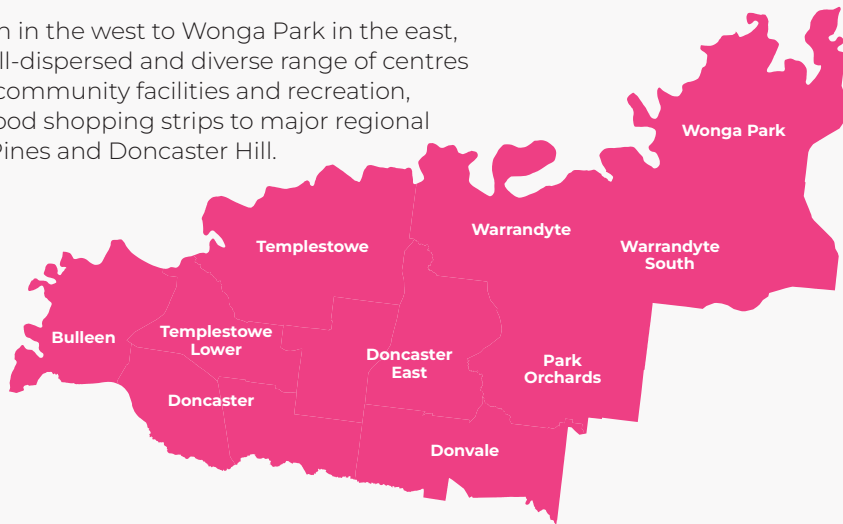 in the west to Wonga Park in the east,
ll-dispersed and diverse range of centres
community facilities and recreation,
ood shopping strips to major regional
Pines and Doncaster Hill.
Wonga Park
Warrandyte
Templestowe
Warrandyte
South
Bulleen
Templestowe
Lower
Doncaster
East
Park
Orchards
Doncaster
Donvale